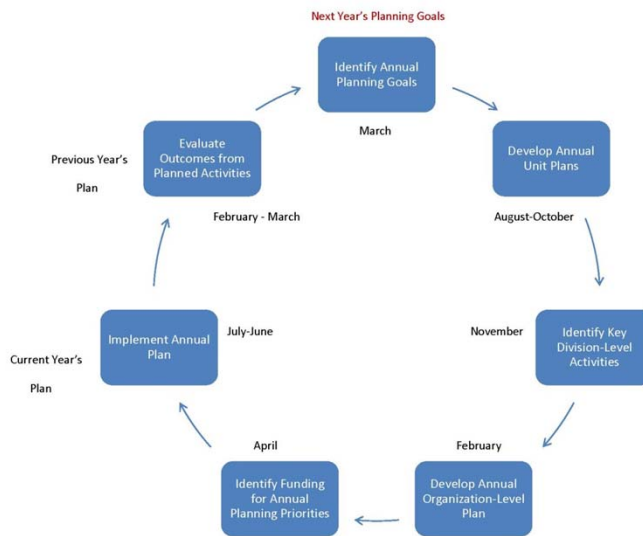 Next Year's Planning Goals
Identify Annual
Planning Goals
March
Evaluate
Outcomes from
Planned Activities
Previous Year's
Plan
February - March
Develop Annual
Unit Plans
August-October
Implement Annual
Plan
July-June
Current Year's
Plan
November
Identify Key
Division-Level
Activities
April
Identify Funding
for Annual
Planning Priorities
February
Develop Annual
Organization-Level
Plan